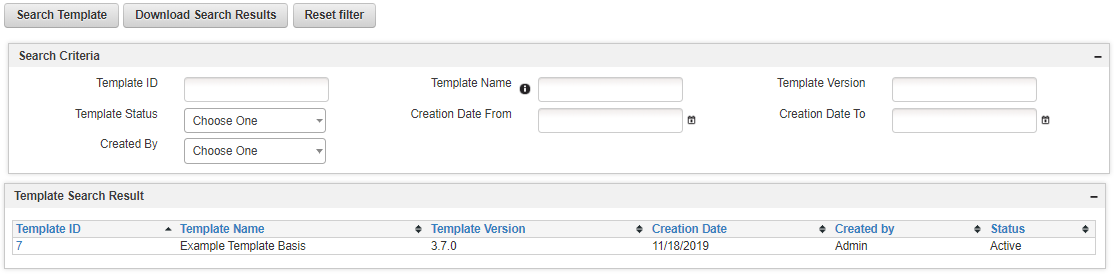 Search Template Download Search Results Reset filter
Search Criteria
Template ID Template Name Template Version
Template Status Choose One Creation Date From Creation Date To
Created By Choose One
Template Search Result
Template ID Template Name Template Version Creation Date Created by Status
7 Example Template Basis 3.7.0 11/18/2019 Admin Active